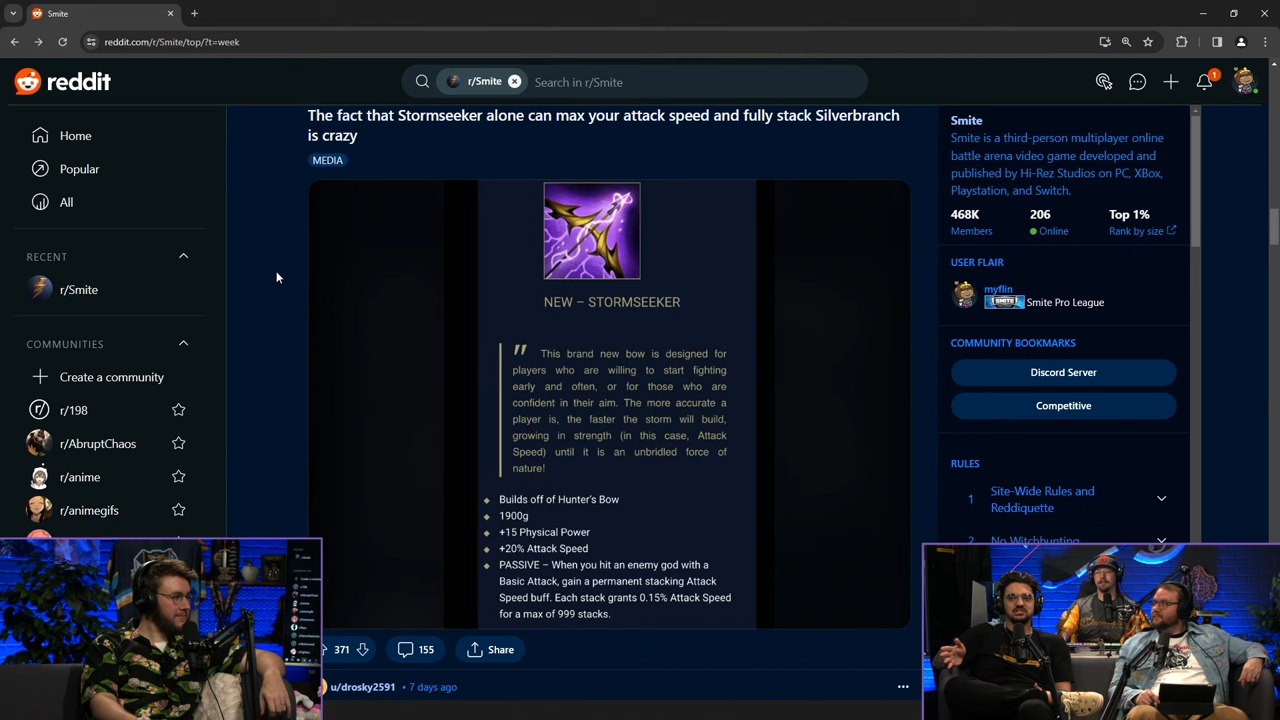 Smite
reddit.com/r/Smite/top/?t=week
reddit
r/Smite
Search in r/Smite
1
Home
Popular
All
RECENT
r/Smite
COMMUNITIES
Create a community
r/198
r/AbruptChaos
r/anime
r/animegifs
The fact that Stormseeker alone can max your attack speed and fully stack Silverbranch
is crazy
MEDIA
NEW – STORMSEEKER
" This brand new bow is designed for
players who are willing to start fighting
early and often, or for those who are
confident in their aim. The more accurate a
player is, the faster the storm will build,
growing in strength (in this case, Attack
Speed) until it is an unbridled force of
nature!
Builds off of Hunter's Bow
1900g
+15 Physical Power
+20% Attack Speed
PASSIVE – When you hit an enemy god with a
Basic Attack, gain a permanent stacking Attack
Speed buff. Each stack grants 0.15% Attack Speed
for a max of 999 stacks.
371
155
Share
u/drosky2591 • 7 days ago
Smite
Smite is a third-person multiplayer online
battle arena video game developed and
published by Hi-Rez Studios on PC, XBox,
Playstation, and Switch.
468K 206 Top 1%
Members Online Rank by size
USER FLAIR
myflin
SMITE Smite Pro League
COMMUNITY BOOKMARKS
Discord Server
Competitive
RULES
1 Site-Wide Rules and
Reddiquette
2 No Witchhunting